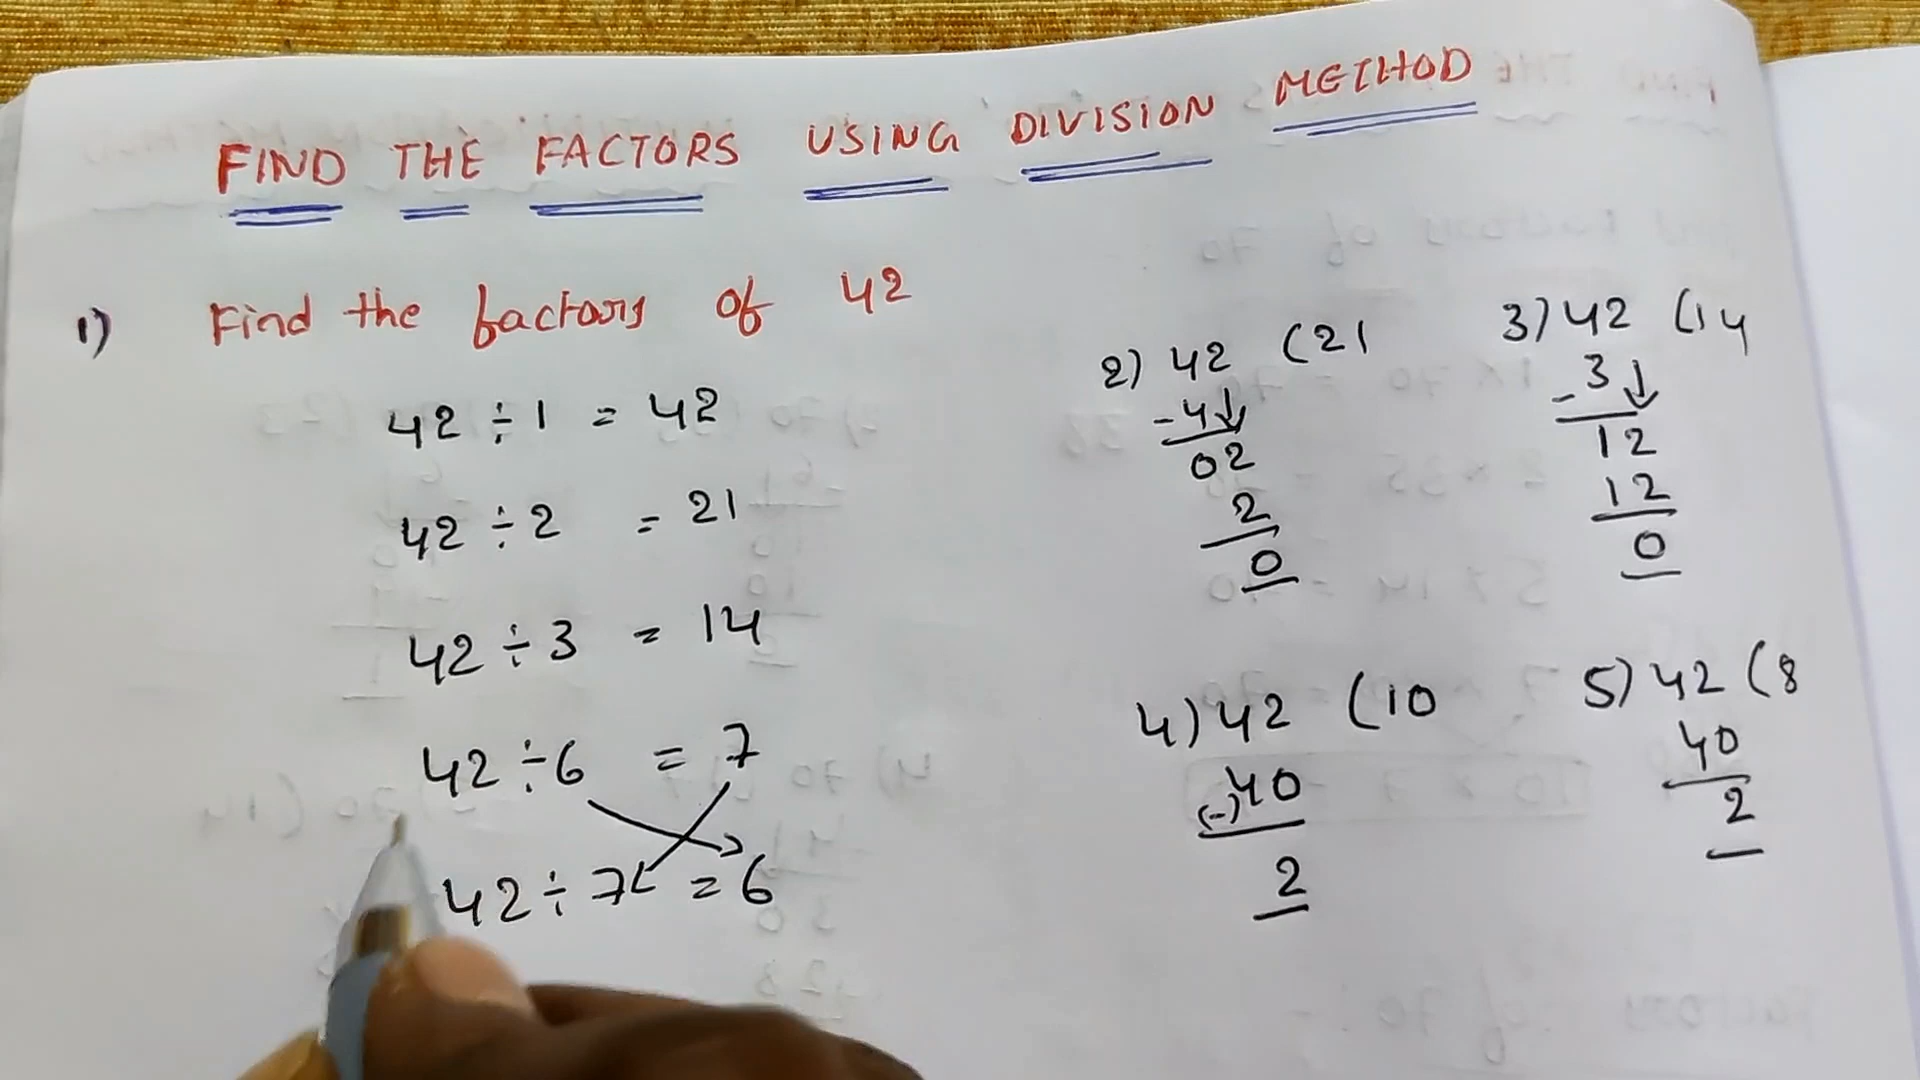 FIND THE FACTORS USING DIVISION METHOD
1) Find the factors of 42
42 ÷ 1 = 42
42 ÷ 2 = 21
42 ÷ 3 = 14
42 ÷ 6 = 7
42 ÷ 7 = 6
2) 42 (21
- 4
02
2
0
3) 42 (14
- 3
12
12
0
4) 42 (10
(-) 40
2
5) 42 (8
40
2